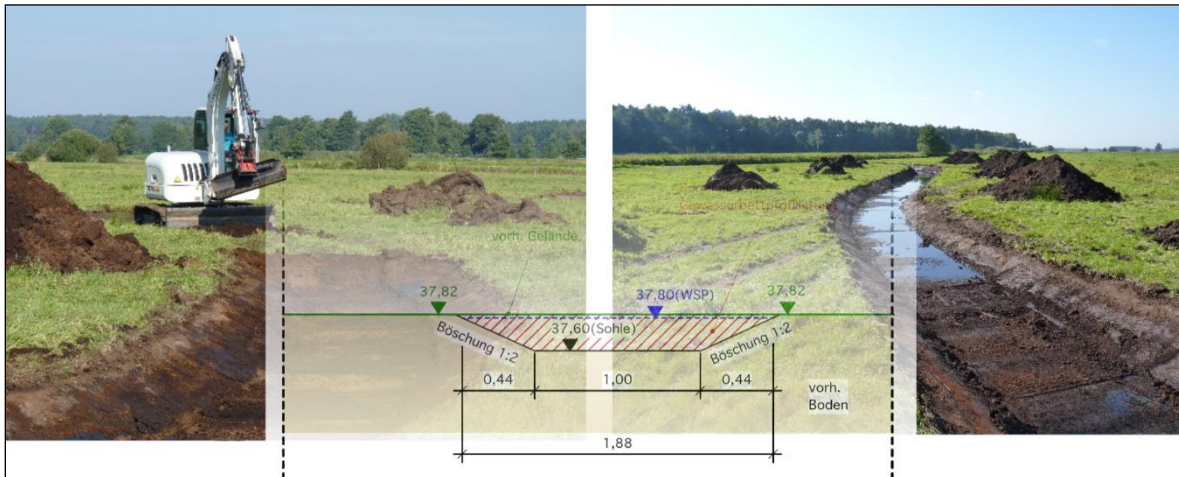 Gewässerbettprofilierung
vorh. Gelände
37,82
37,80(WSP)
37,82
37,60(Sohle)
Böschung 1:2
Böschung 1:2
0,44
1,00
0,44
vorh.
Boden
1,88